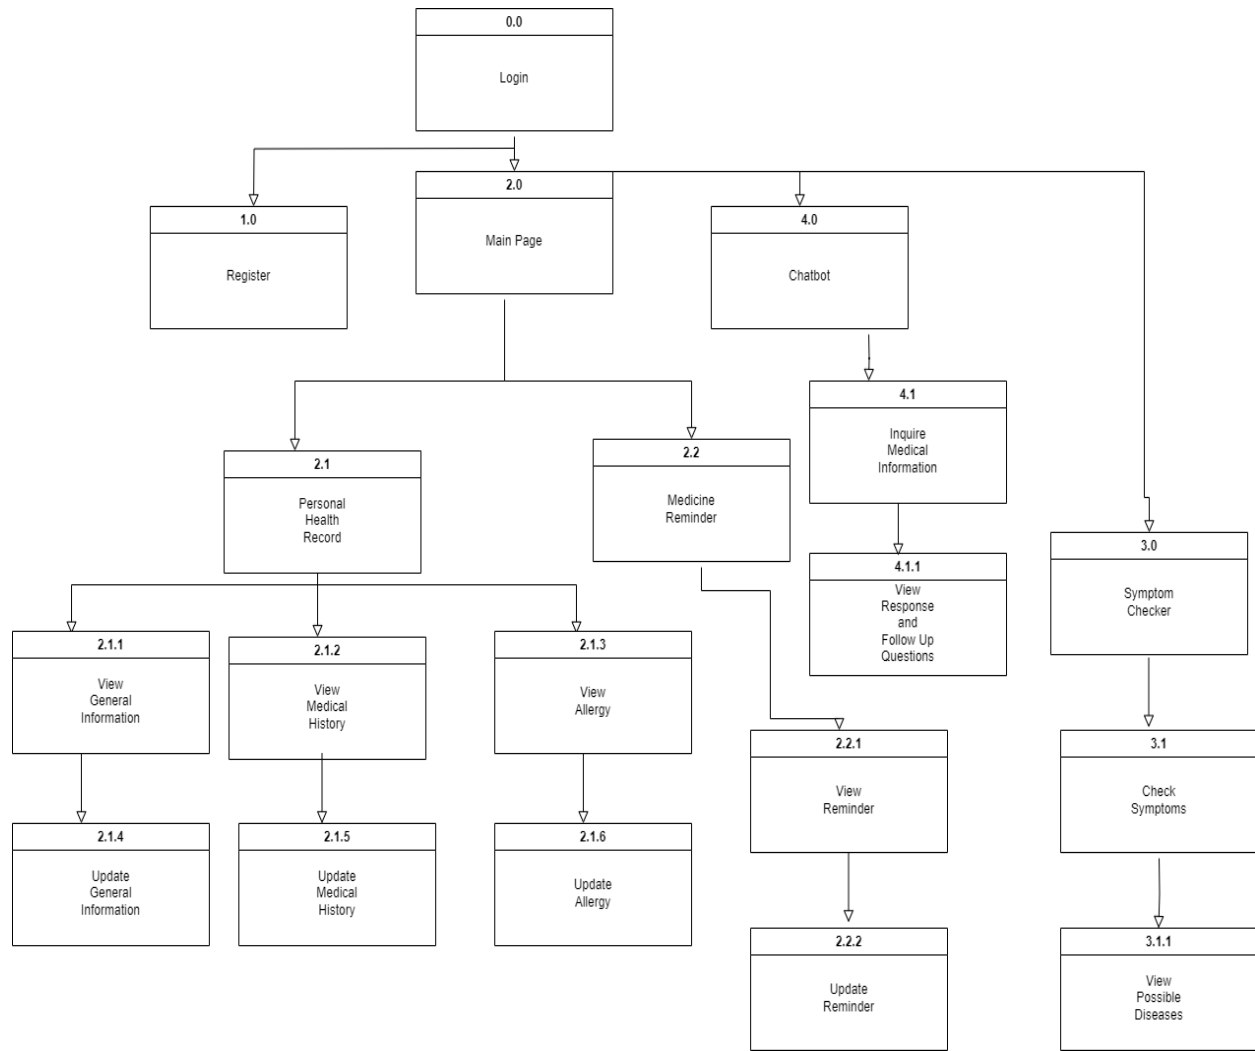 0.0
Login
2.0
Main Page
1.0
Register
4.0
Chatbot
4.1
Inquire
Medical
Information
2.1
Personal
Health
Record
2.2
Medicine
Reminder
4.1.1
View
Response
and
Follow Up
Questions
3.0
Symptom
Checker
2.1.1
View
General
Information
2.1.2
View
Medical
History
2.1.3
View
Allergy
2.2.1
View
Reminder
3.1
Check
Symptoms
2.1.4
Update
General
Information
2.1.5
Update
Medical
History
2.1.6
Update
Allergy
2.2.2
Update
Reminder
3.1.1
View
Possible
Diseases